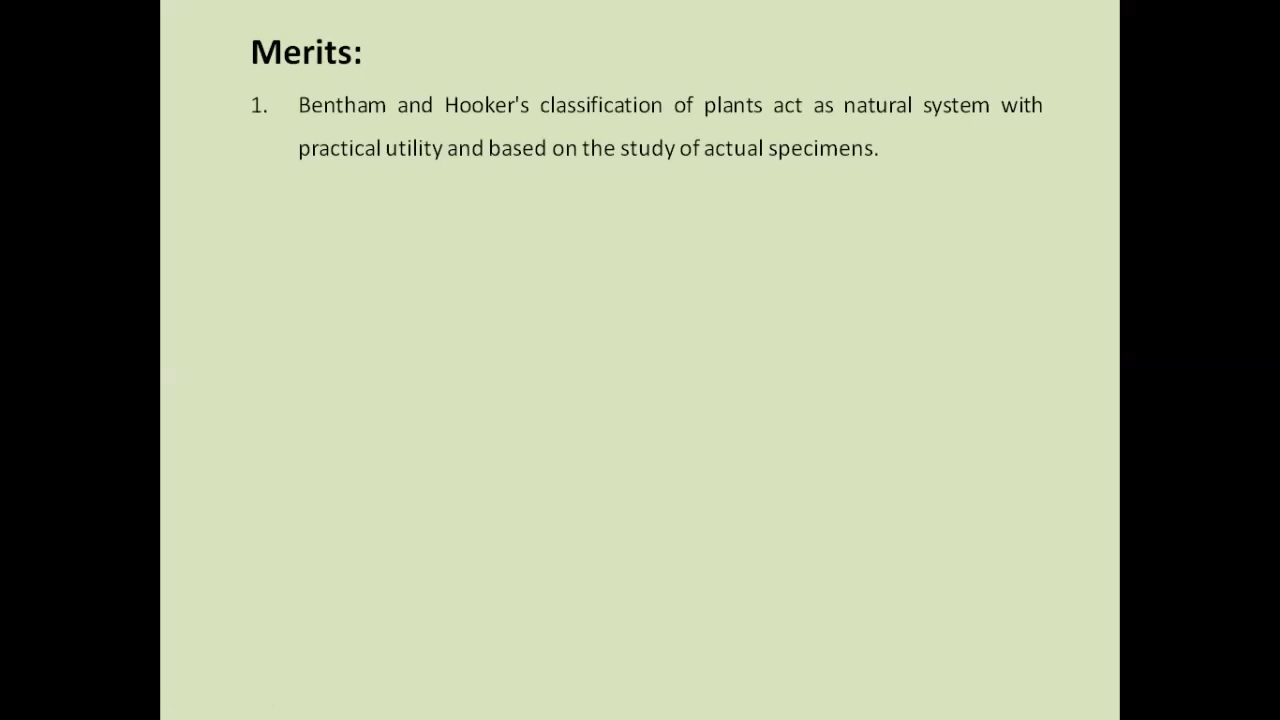 Merits:
1. Bentham and Hooker's classification of plants act as natural system with
practical utility and based on the study of actual specimens.